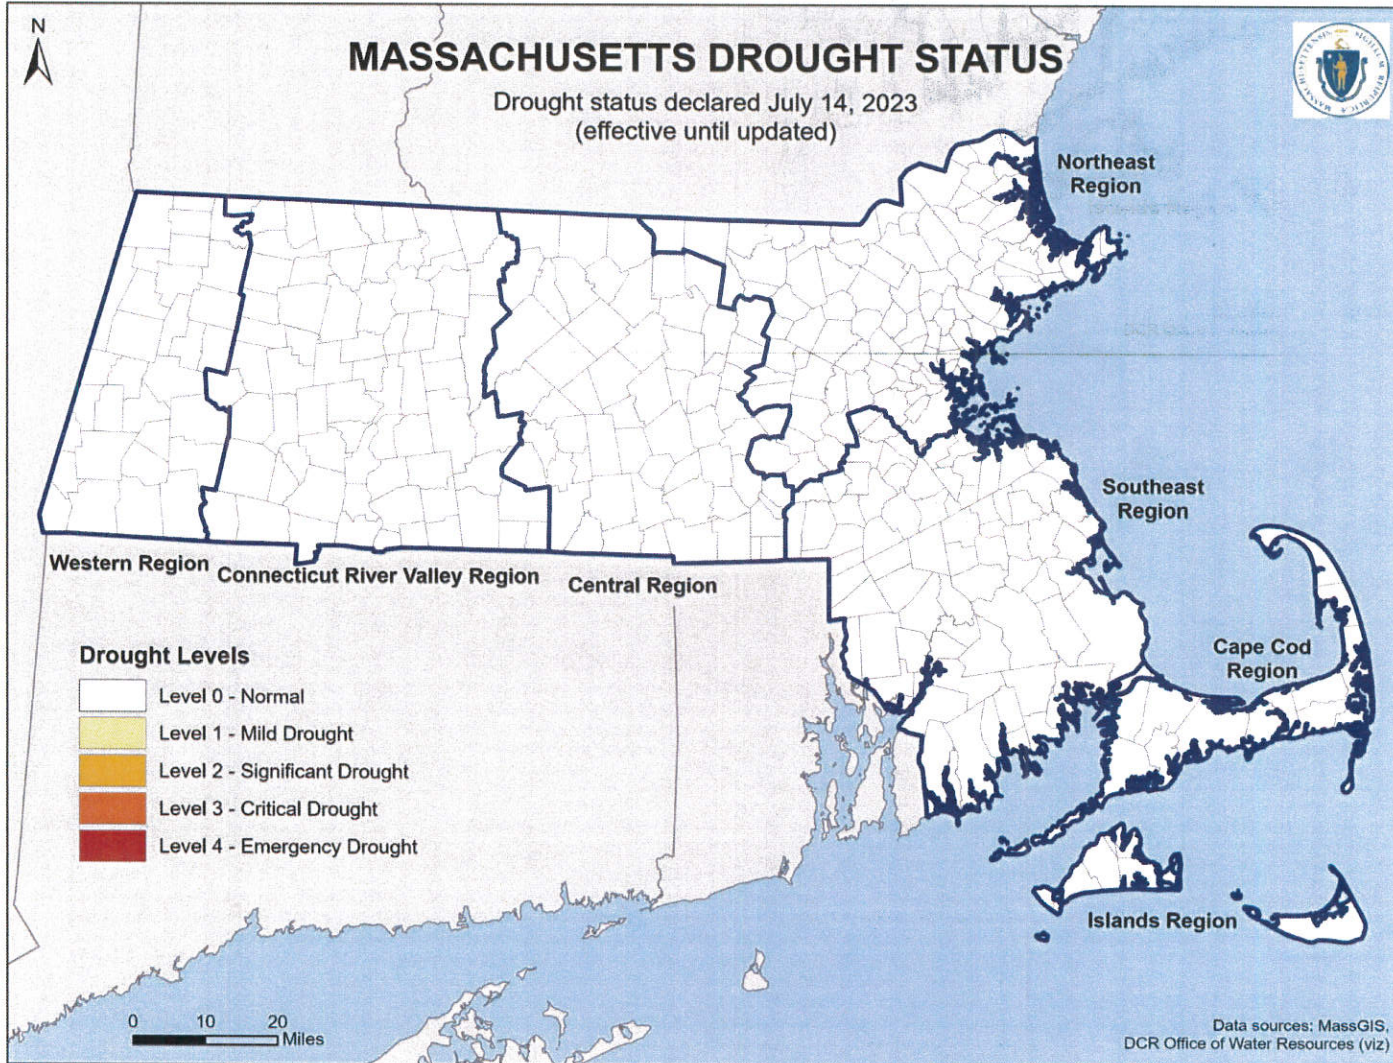 N
MASSACHUSETTS DROUGHT STATUS
Drought status declared July 14, 2023
(effective until updated)
Northeast
Region
Southeast
Region
Western Region
Connecticut River Valley Region
Central Region
Cape Cod
Region
Drought Levels
Level 0 - Normal
Level 1 - Mild Drought
Level 2 - Significant Drought
Level 3 - Critical Drought
Level 4 - Emergency Drought
Islands Region
0 10 20
Miles
Data sources: MassGIS,
DCR Office of Water Resources (viz)